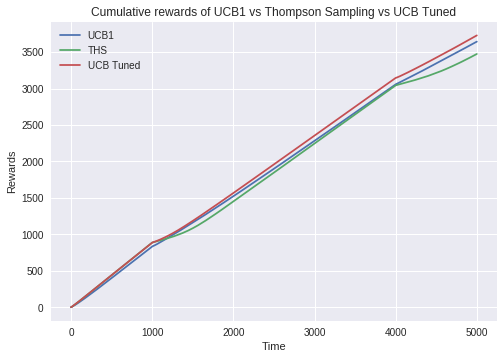 Cumulative rewards of UCB1 vs Thompson Sampling vs UCB Tuned
UCB1
THS
UCB Tuned
3500
3000
2500
2000
1500
1000
500
0
Rewards
0 1000 2000 3000 4000 5000
Time